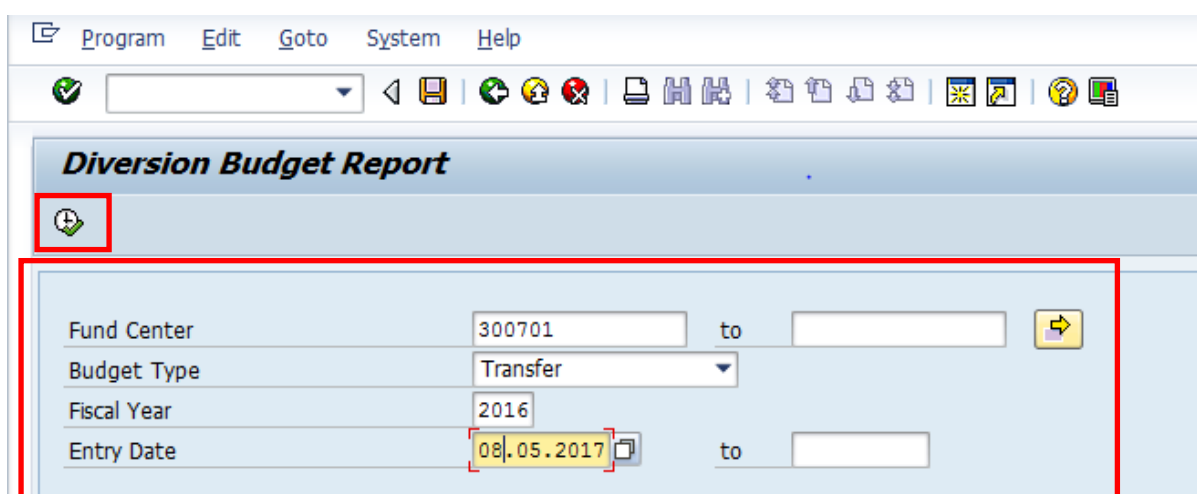 Program Edit Goto System Help
Diversion Budget Report
Fund Center 300701 to
Budget Type Transfer
Fiscal Year 2016
Entry Date 08.05.2017 to